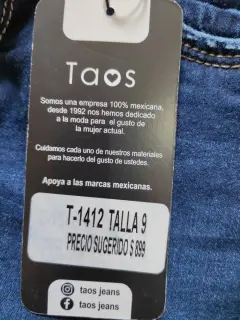 Taos
Somos una empresa 100% mexicana,
desde 1992 nos hemos dedicado
a la moda para el gusto de
la mujer actual.
Cuidamos cada uno de nuestros materiales
para hacerlo del gusto de ustedes.
Apoya a las marcas mexicanas.
T-1412 TALLA 9
PRECIO SUGERIDO $ 899
taos jeans
taos jeans